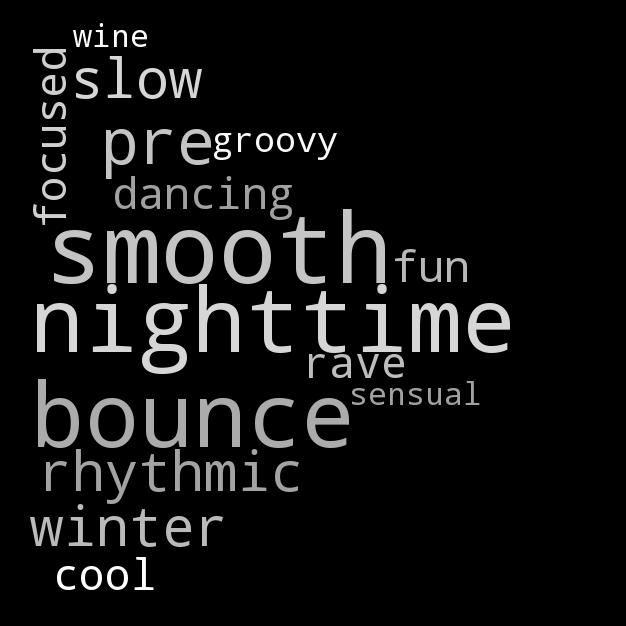 wine
focused
slow
pre
groovy
dancing
smooth
fun
nighttime
rave
bounce
sensual
rhythmic
winter
cool